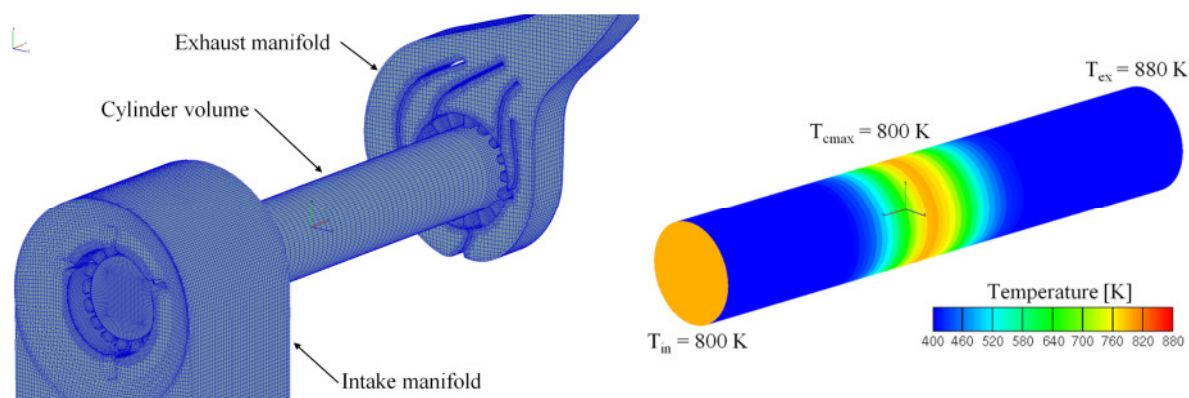 Exhaust manifold
Cylinder volume
Intake manifold
T_ex = 880 K
T_cmax = 800 K
Temperature [K]
400 460 520 580 640 700 760 820 880
T_in = 800 K